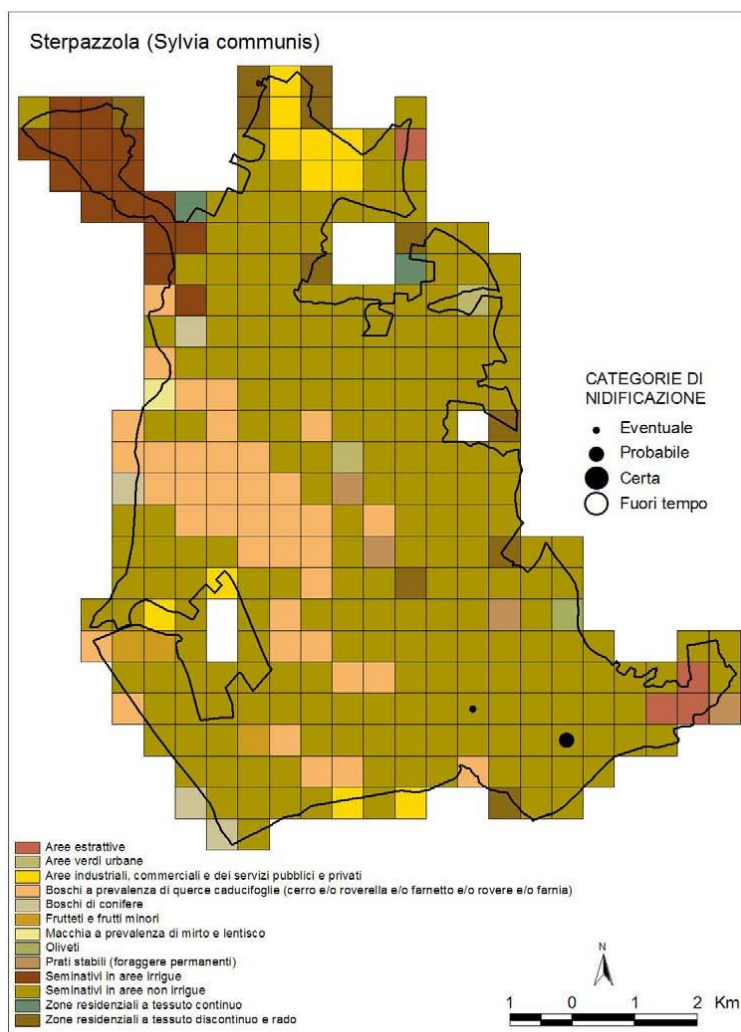 Sterpazzola (Sylvia communis)
CATEGORIE DI
NIDIFICAZIONE
Eventuale
Probabile
Certa
Fuori tempo
Aree estrattive
Aree verdi urbane
Aree industriali, commerciali e dei servizi pubblici e privati
Boschi a prevalenza di querce caducifoglie (cerro e/o roverella e/o farnetto e/o rovere e/o farnia)
Boschi di conifere
Frutteti e frutti minori
Macchia a prevalenza di mirto e lentisco
Oliveti
Prati stabili (foraggere permanenti)
Seminativi in aree irrigue
Seminativi in aree non irrigue
Zone residenziali a tessuto continuo
Zone residenziali a tessuto discontinuo e rado
N
1 0 1 2 Km